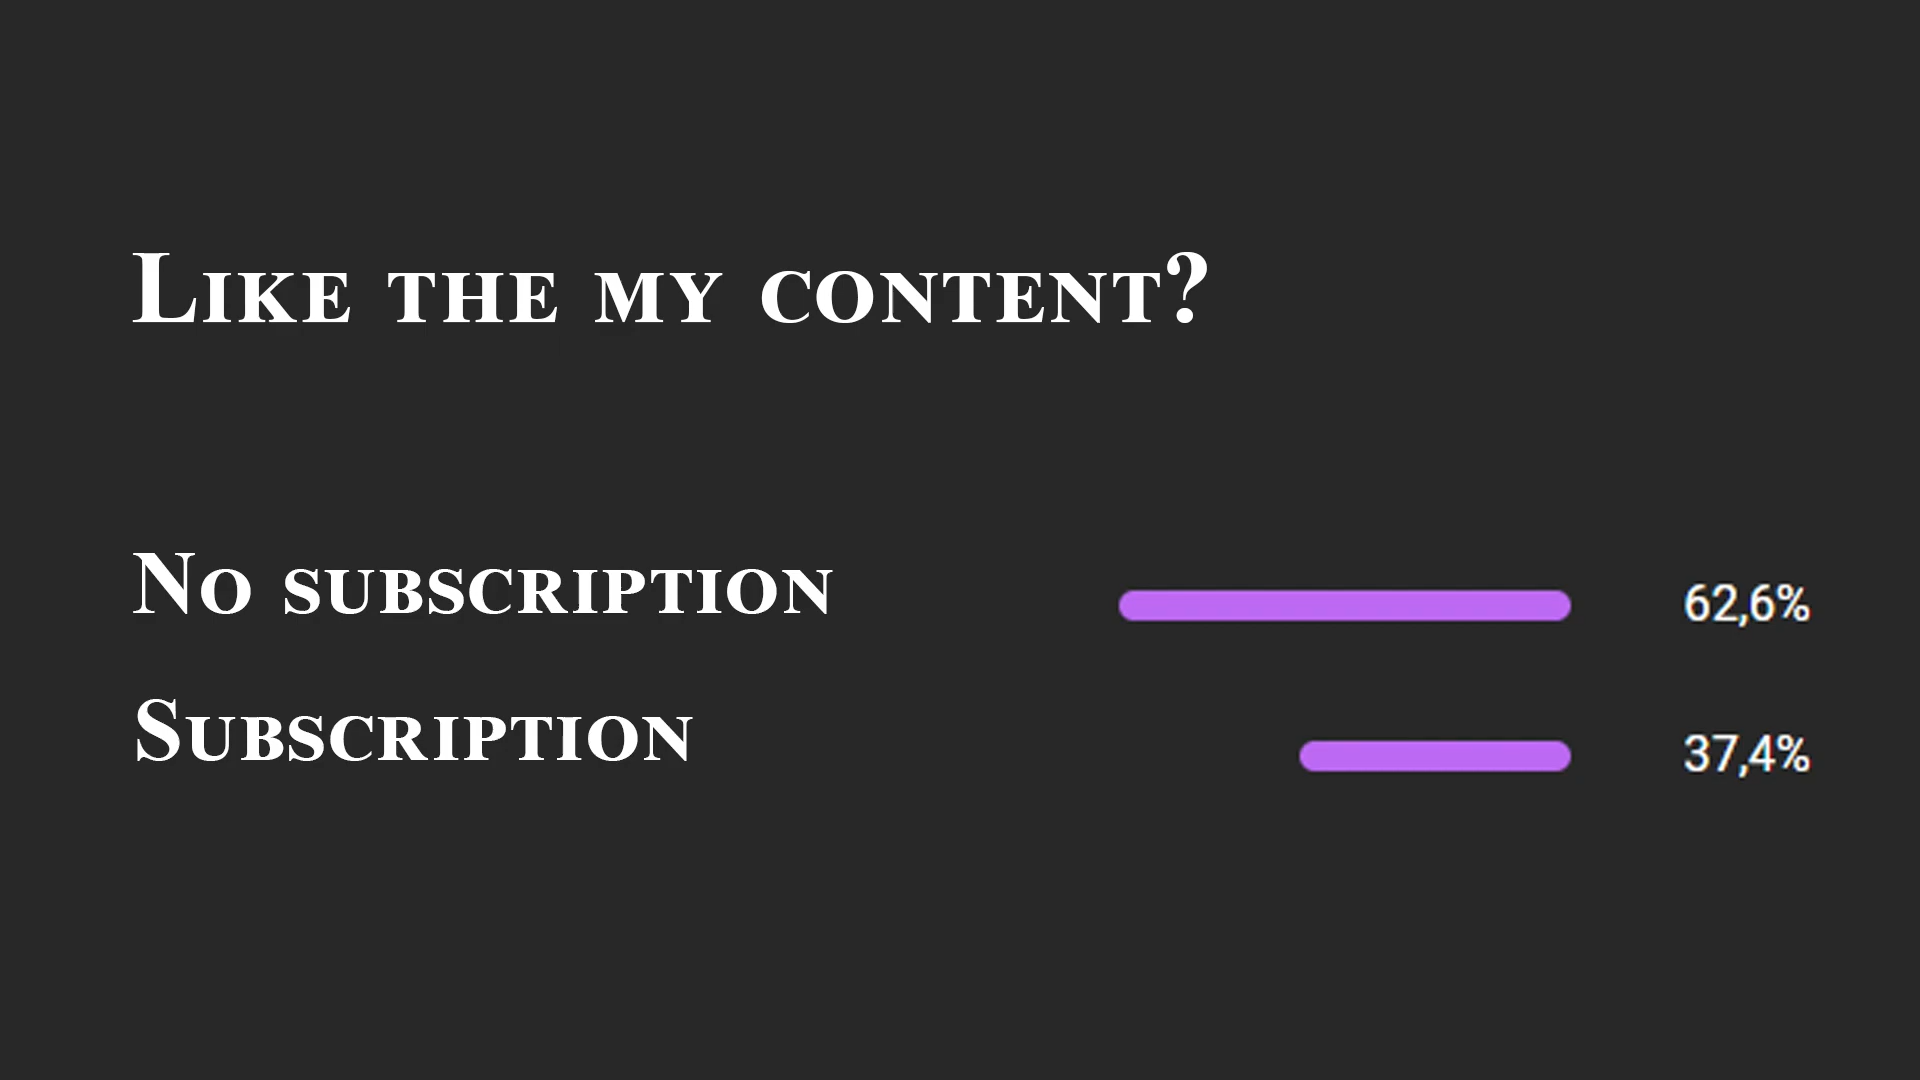 Like the my content?
No subscription 62,6%
Subscription 37,4%